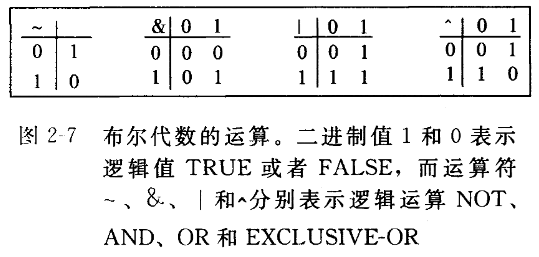 ~ & 0 1 | 0 1 ^ 0 1
0 1 0 0 0 0 0 1 0 0 1
1 0 1 0 1 1 1 1 1 1 0
图 2-7 布尔代数的运算。二进制值 1 和 0 表示
逻辑值 TRUE 或者 FALSE，而运算符
~、&、| 和^分别表示逻辑运算 NOT、
AND、OR 和 EXCLUSIVE-OR